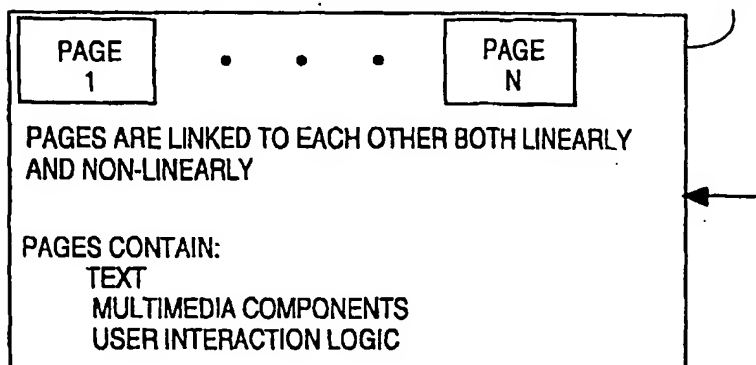 PAGE 1 • • • PAGE N
PAGES ARE LINKED TO EACH OTHER BOTH LINEARLY
AND NON-LINEARLY
PAGES CONTAIN:
TEXT
MULTIMEDIA COMPONENTS
USER INTERACTION LOGIC